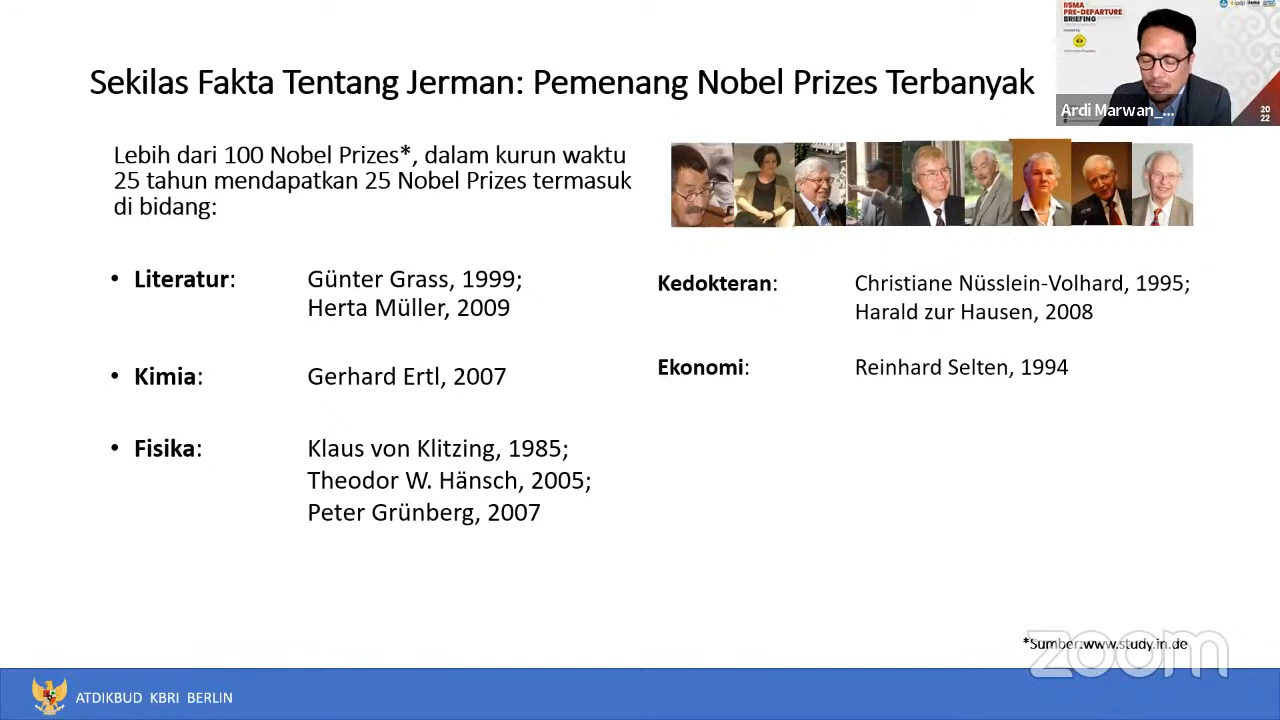 IISMA
PRE-DEPARTURE
BRIEFING
Ardi Marwan_...
20
22
Sekilas Fakta Tentang Jerman: Pemenang Nobel Prizes Terbanyak
Lebih dari 100 Nobel Prizes*, dalam kurun waktu
25 tahun mendapatkan 25 Nobel Prizes termasuk
di bidang:
• Literatur: Günter Grass, 1999;
Herta Müller, 2009
• Kimia: Gerhard Ertl, 2007
• Fisika: Klaus von Klitzing, 1985;
Theodor W. Hänsch, 2005;
Peter Grünberg, 2007
Kedokteran: Christiane Nüsslein-Volhard, 1995;
Harald zur Hausen, 2008
Ekonomi: Reinhard Selten, 1994
*Sumber:www.study.in.de
zoom
ATDIKBUD KBRI BERLIN